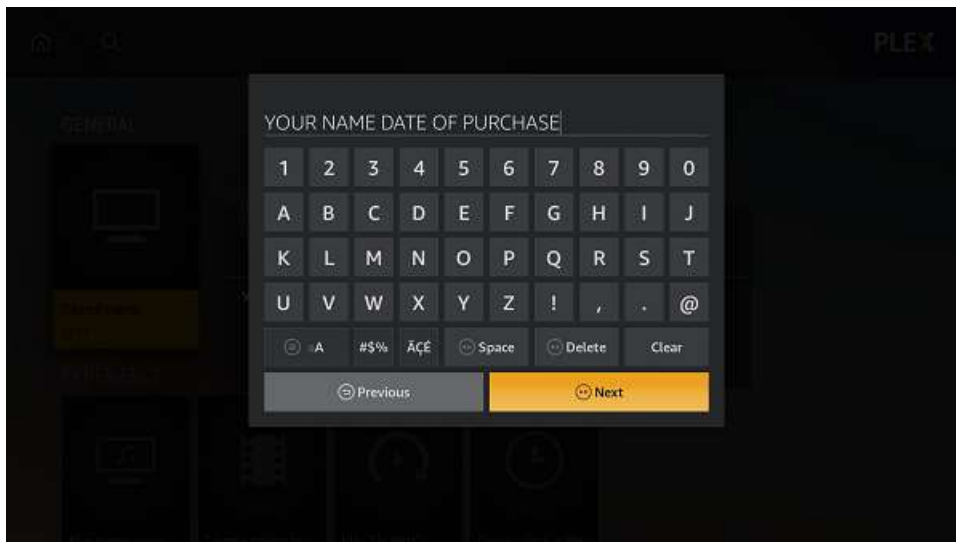 PLEX
GENERAL
YOUR NAME DATE OF PURCHASE
1 2 3 4 5 6 7 8 9 0
A B C D E F G H I J
K L M N O P Q R S T
U V W X Y Z ! , . @
A #$% ÃÇÉ Space Delete Clear
Previous Next